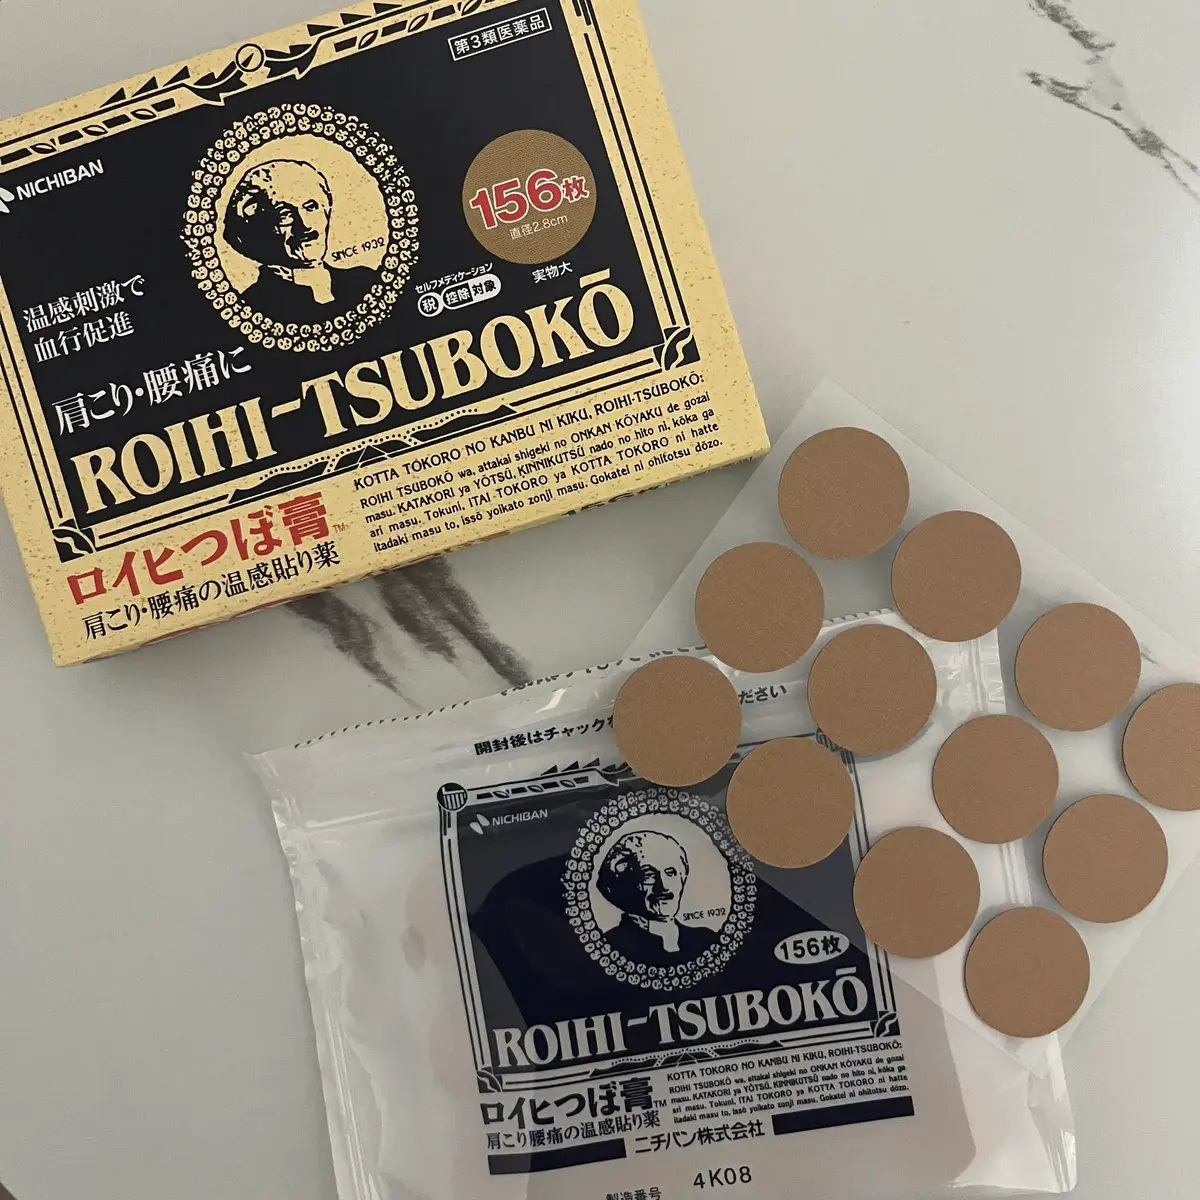 第3類医薬品
NICHIBAN
156枚
直径2.8cm
実物大
SINCE 1932
セルフメディケーション
税 控除 対象
温感刺激で
血行促進
肩こり・腰痛に
ROIHI-TSUBOKŌ
ロイヒつぼ膏™
肩こり・腰痛の温感貼り薬
KOTTA TOKORO NO KANBU NI KIKU, ROIHI-TSUBOKŌ:
ROIHI TSUBOKŌ wa, attakai shigeki no ONKAN KŌYAKU de gozai
masu. KATAKORI ya YŌTSŪ, KINNIKUTSŪ nado no hito ni, kōka ga
ari masu. Tokuni, ITAI TOKORO ya KOTTA TOKORO ni hatte
itadaki masu to, issō yoikato zonji masu. Gokatei ni ohitotsu dōzo.
開封後はチャック
ださい
NICHIBAN
SINCE 1932
156枚
ROIHI-TSUBOKŌ
ロイヒつぼ膏™
肩こり腰痛の温感貼り薬
KOTTA TOKORO NO KANBU NI KIKU, ROIHI-TSUBOKŌ:
ROIHI TSUBOKŌ wa, attakai shigeki no ONKAN KŌYAKU de gozai
masu. KATAKORI ya YŌTSŪ, KINNIKUTSŪ nado no hito ni, kōka ga
ari masu. Tokuni, ITAI TOKORO ya KOTTA TOKORO ni hatte
itadaki masu to, issō yoikato zonji masu. Gokatei ni ohitotsu dōzo.
ニチバン株式会社
製造番号
4K08